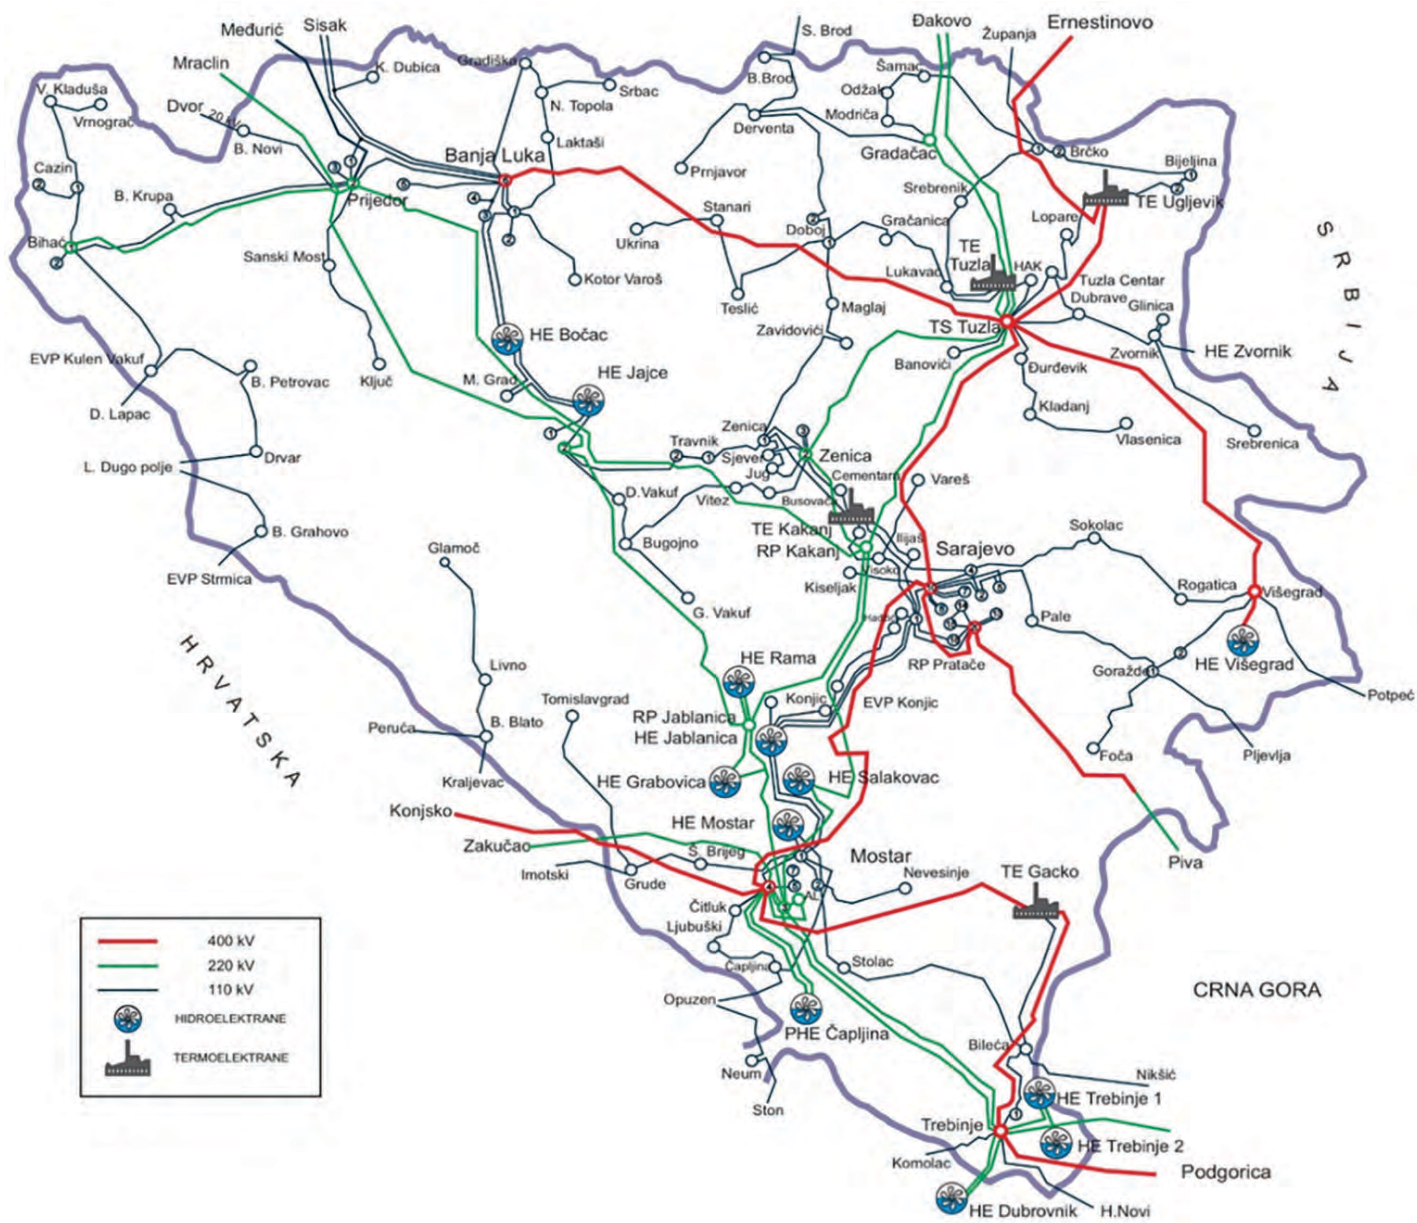 Međurić
Sisak
Mraclin
Dvor
20 kV
K. Dubica
Gradiška
N. Topola
Srbac
Laktaši
S. Brod
B.Brod
Derventa
Prnjavor
Đakovo
Županja
Ernestinovo
Šamac
Odžak
Modriča
Gradačac
Brčko
Bijeljina
TE Ugljevik
V. Kladuša
Vrnograč
Cazin
B. Krupa
Bihać
B. Novi
Prijedor
Banja Luka
Sanski Most
Ključ
Kotor Varoš
Ukrina
Stanari
Teslić
Doboj
Gračanica
Srebrenik
Lopare
Lukavac
TE
Tuzla
HAK
Tuzla Centar
Dubrave
Glinica
TS Tuzla
Zvornik
HE Zvornik
Maglaj
Zavidovići
Banovići
Đurđevik
Kladanj
Vlasenica
Srebrenica
SRBIJA
HE Bočac
HE Jajce
M. Grad
EVP Kulen Vakuf
D. Lapac
B. Petrovac
Drvar
L. Dugo polje
B. Grahovo
EVP Strmica
Travnik
Zenica
Sjever
Jug
Zenica
Cementara
Busovača
Vitez
D.Vakuf
Bugojno
G. Vakuf
TE Kakanj
RP Kakanj
Vareš
Ilijaš
Visoko
Kiseljak
Sarajevo
Sokolac
Rogatica
Višegrad
HE Višegrad
Pale
Goražde
Foča
Pljevlja
Potpeć
RP Pratače
EVP Konjic
Konjic
Glamoč
Livno
B. Blato
Peruča
Kraljevac
Tomislavgrad
HRVATSKA
HE Rama
RP Jablanica
HE Jablanica
HE Grabovica
HE Salakovac
HE Mostar
Mostar
Konjsko
Zakučao
Imotski
Grude
Š. Brijeg
Nevesinje
TE Gacko
Piva
Čitluk
Ljubuški
Čapljina
AL
Stolac
Opuzen
PHE Čapljina
Neum
Ston
Bileća
Nikšić
HE Trebinje 1
HE Trebinje 2
Trebinje
Komolac
Podgorica
HE Dubrovnik
H.Novi
CRNA GORA
400 kV
220 kV
110 kV
HIDROELEKTRANE
TERMOELEKTRANE